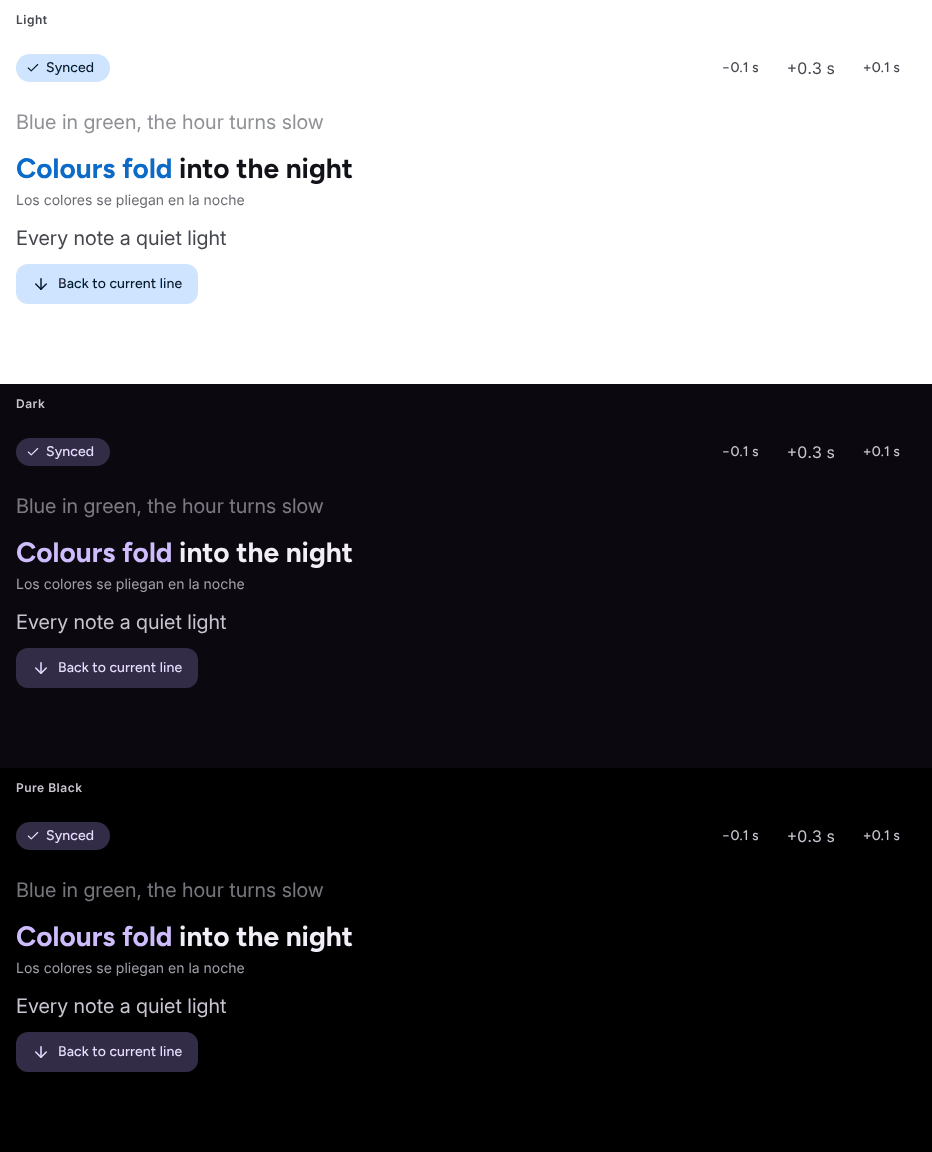 Light
Synced −0.1 s +0.3 s +0.1 s
Blue in green, the hour turns slow
Colours fold into the night
Los colores se pliegan en la noche
Every note a quiet light
Back to current line
Dark
Synced −0.1 s +0.3 s +0.1 s
Blue in green, the hour turns slow
Colours fold into the night
Los colores se pliegan en la noche
Every note a quiet light
Back to current line
Pure Black
Synced −0.1 s +0.3 s +0.1 s
Blue in green, the hour turns slow
Colours fold into the night
Los colores se pliegan en la noche
Every note a quiet light
Back to current line